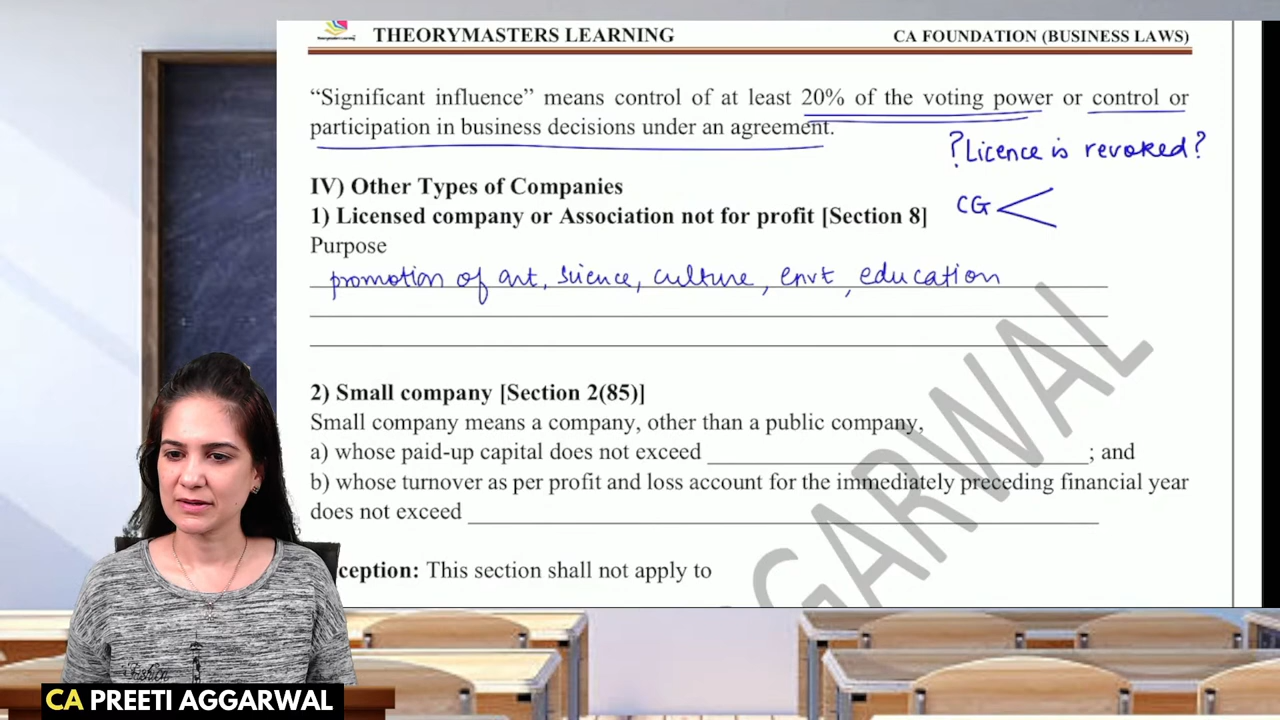 THEORYMASTERS LEARNING
CA FOUNDATION (BUSINESS LAWS)
“Significant influence” means control of at least 20% of the voting power or control or
participation in business decisions under an agreement.
?Licence is revoked?
IV) Other Types of Companies
1) Licensed company or Association not for profit [Section 8]
CG
Purpose
promotion of art, science, culture, envt, education
2) Small company [Section 2(85)]
Small company means a company, other than a public company,
a) whose paid-up capital does not exceed ; and
b) whose turnover as per profit and loss account for the immediately preceding financial year
does not exceed
ception: This section shall not apply to
GARWAL
Fashion
CA PREETI AGGARWAL